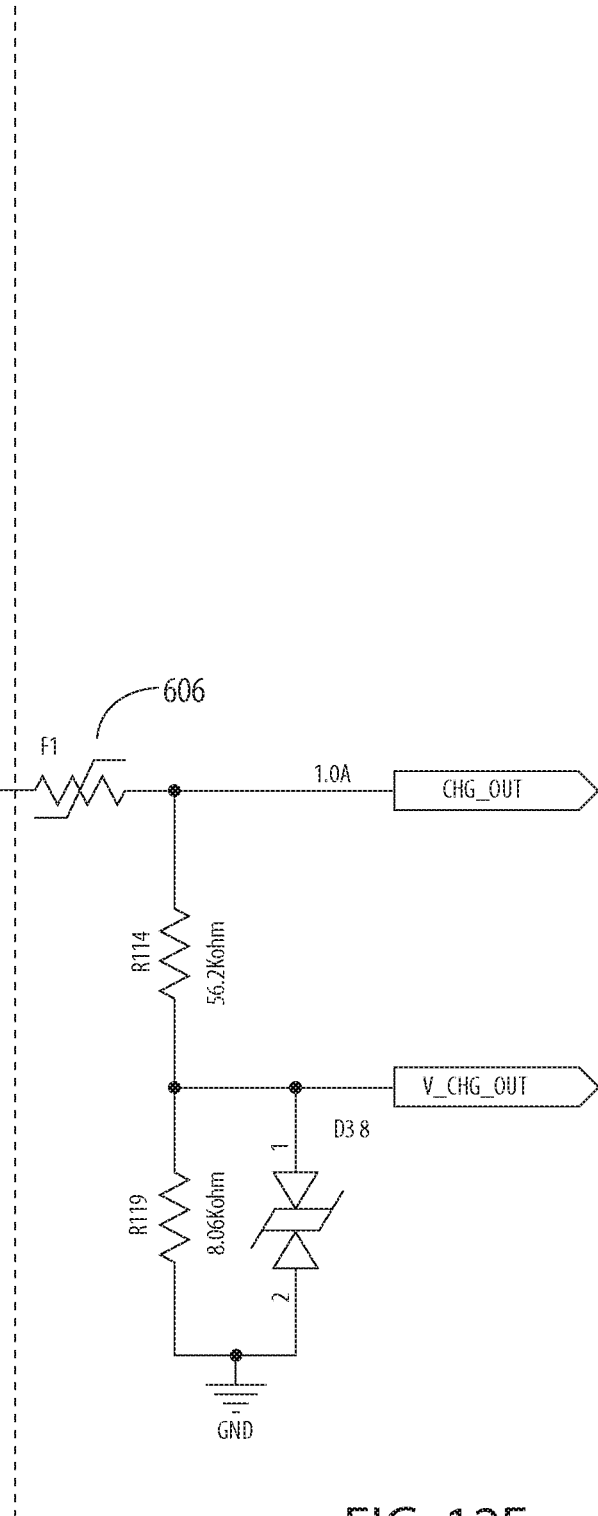 606
F1
1.0A
CHG_OUT
R114
56.2Kohm
V_CHG_OUT
D3 8
1
R119
8.06Kohm
2
GND